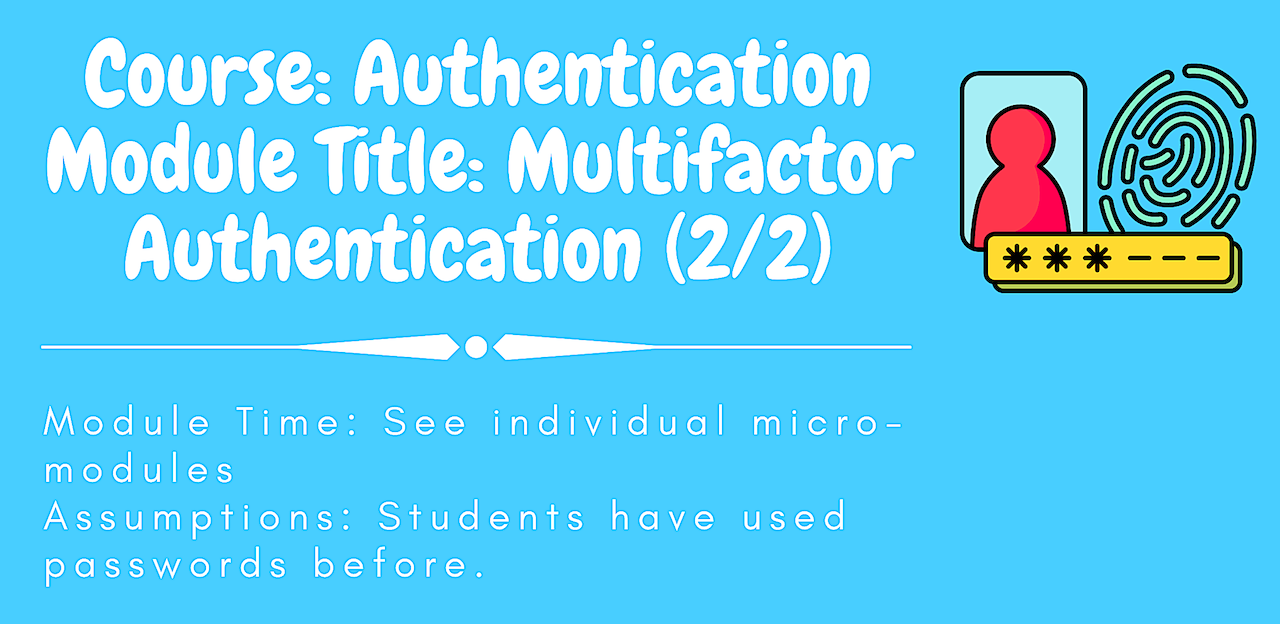 Course: Authentication
Module Title: Multifactor
Authentication (2/2)
Module Time: See individual micro-
modules
Assumptions: Students have used
passwords before.